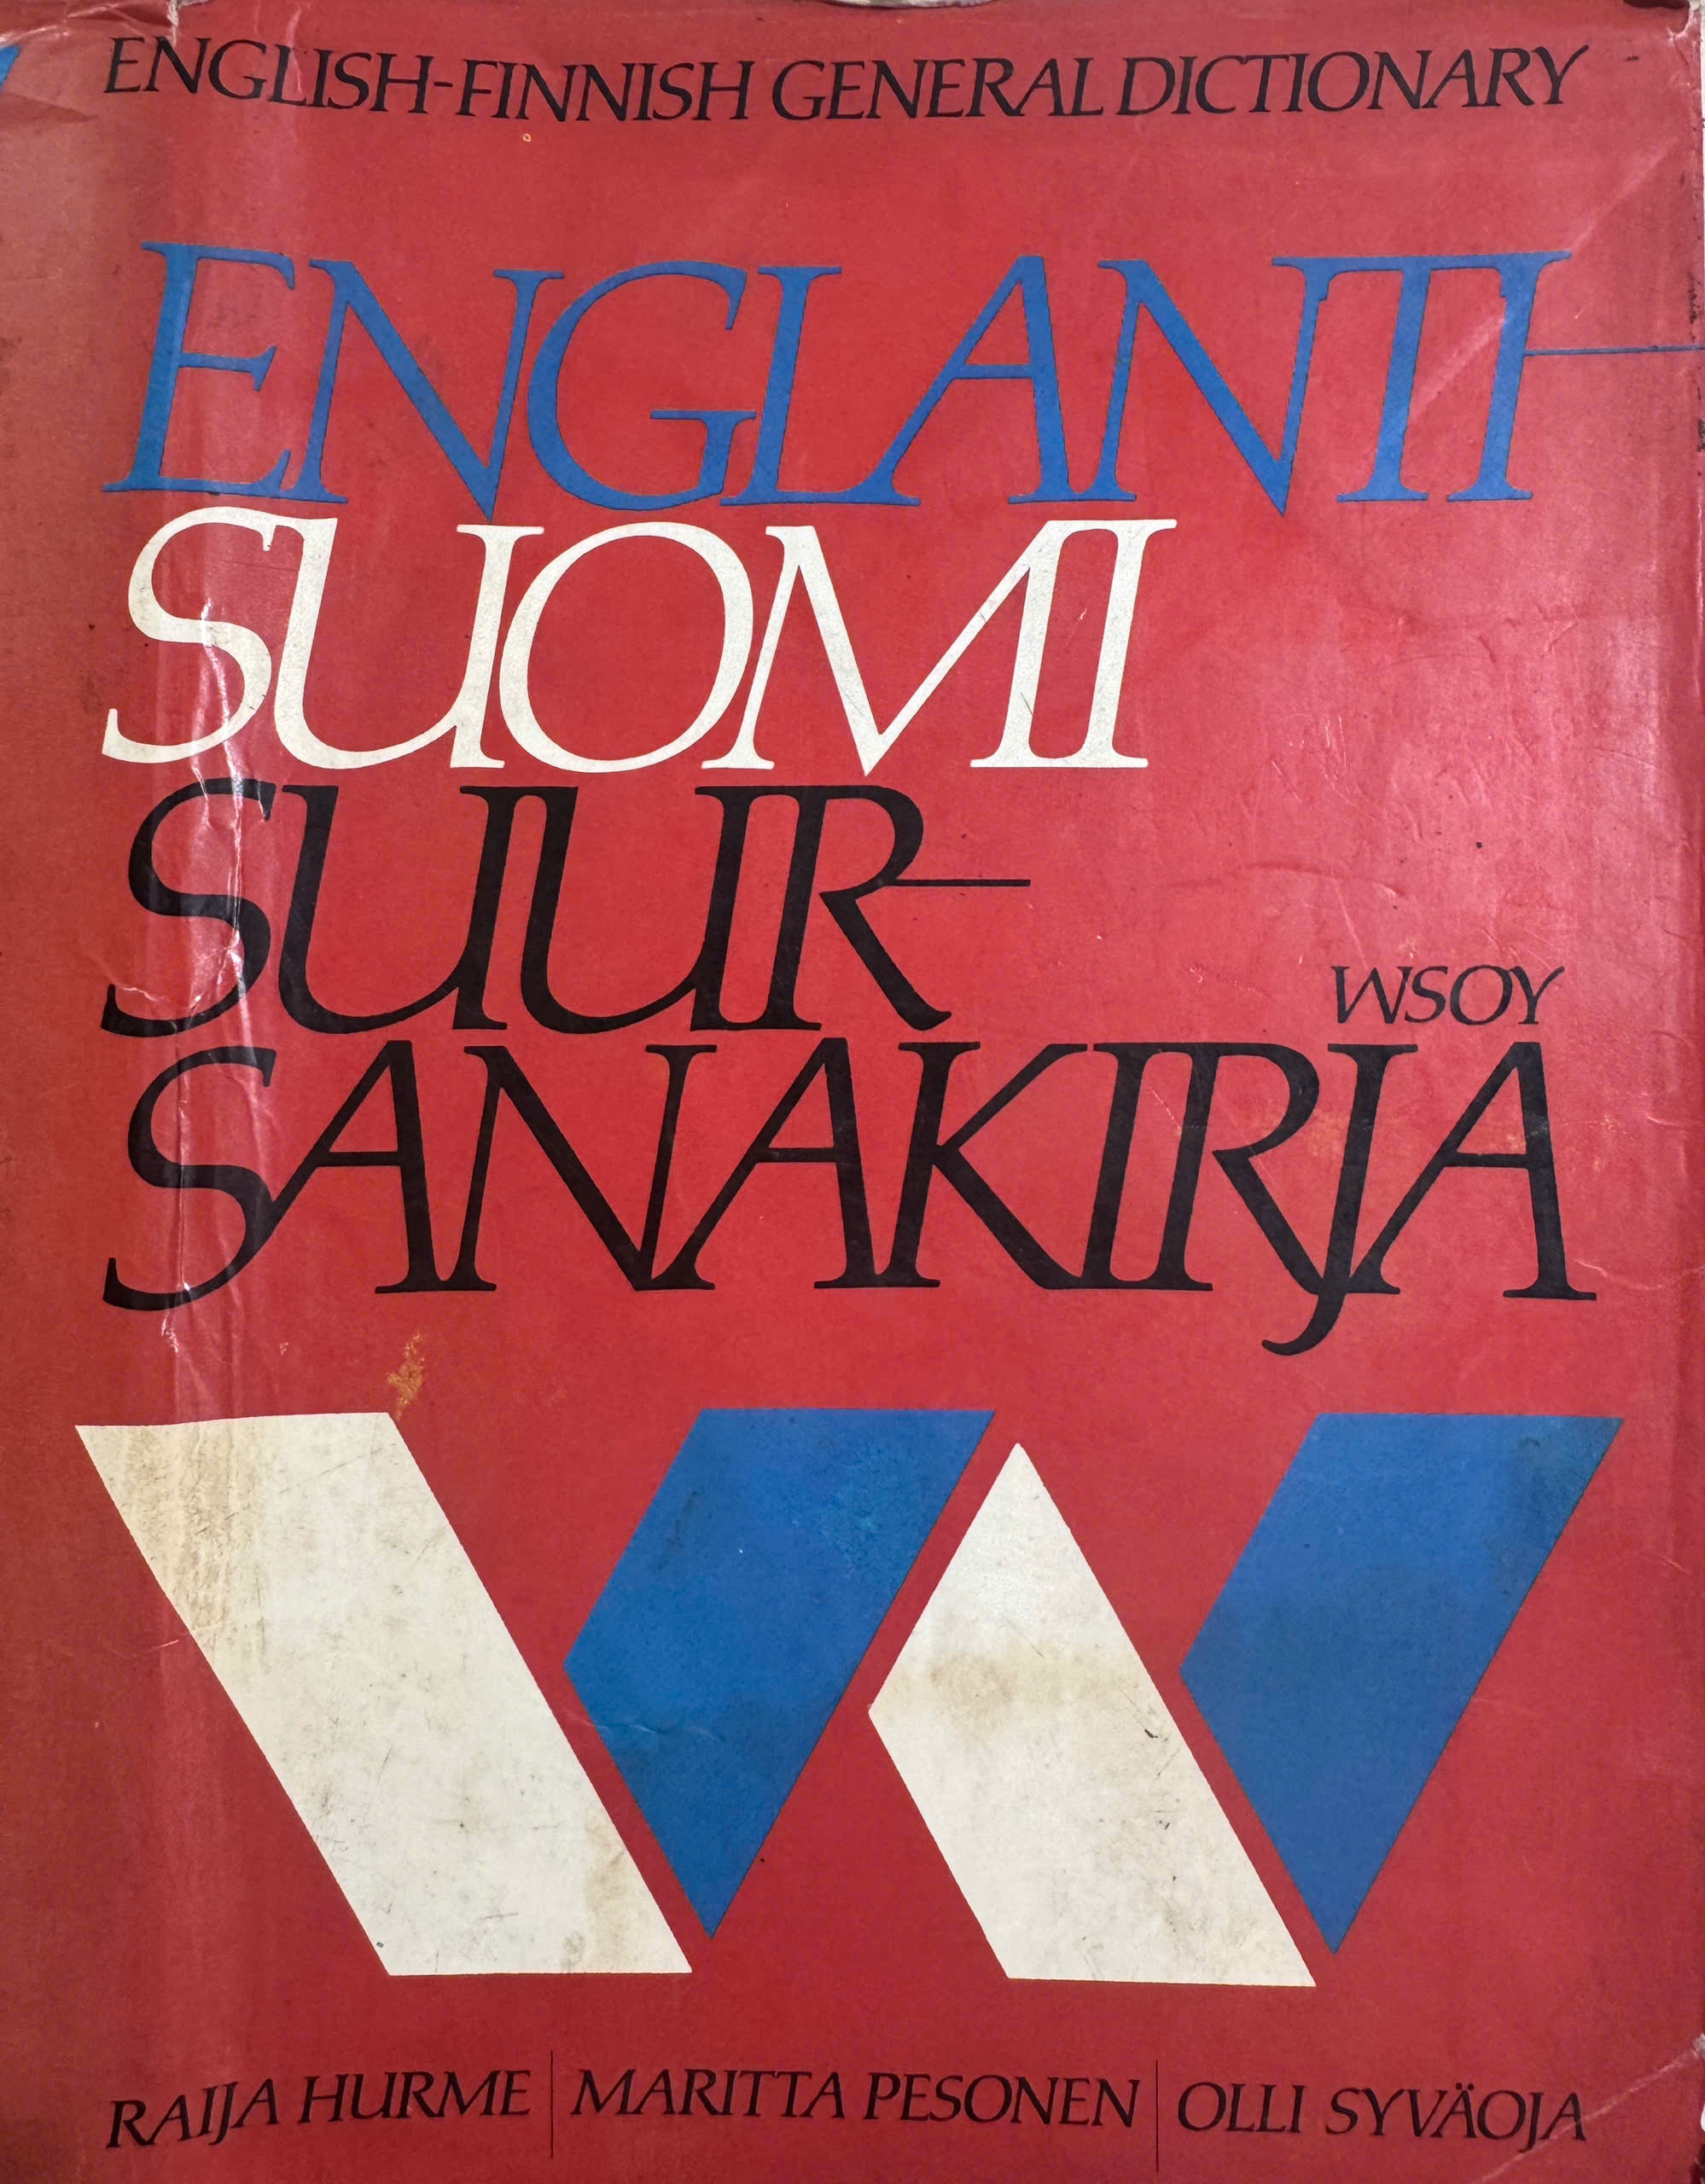 ENGLISH-FINNISH GENERAL DICTIONARY
ENGLANTI-
SUOMI
SUUR-
WSOY
SANAKIRJA
RAIJA HURME | MARITTA PESONEN | OLLI SYVÄOJA